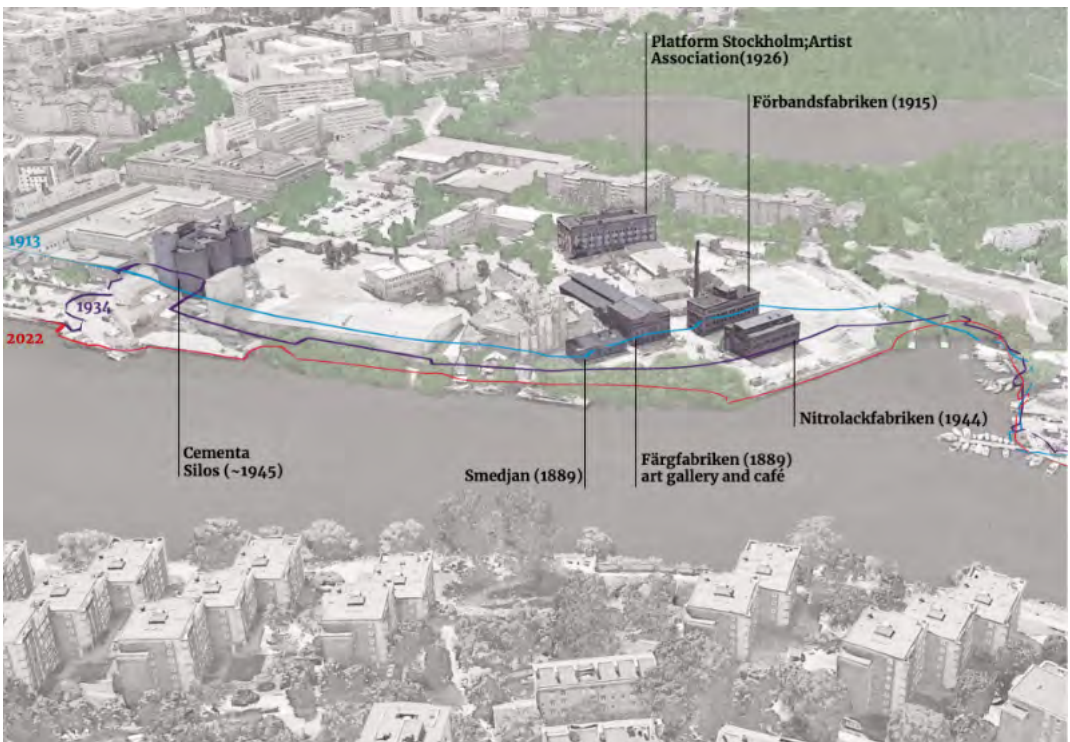 Platform Stockholm;Artist
Association(1926)
Förbandsfabriken (1915)
1913
1934
2022
Nitrolackfabriken (1944)
Cementa
Silos (~1945)
Smedjan (1889)
Färgfabriken (1889)
art gallery and café